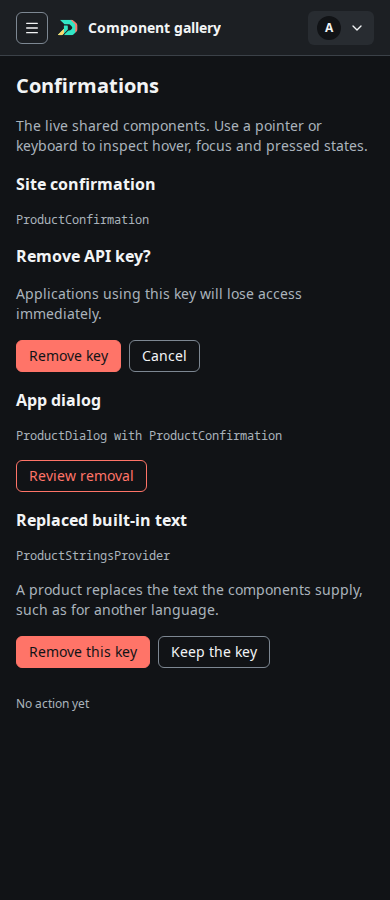 Component gallery
A
Confirmations
The live shared components. Use a pointer or
keyboard to inspect hover, focus and pressed states.
Site confirmation
ProductConfirmation
Remove API key?
Applications using this key will lose access
immediately.
Remove key
Cancel
App dialog
ProductDialog with ProductConfirmation
Review removal
Replaced built-in text
ProductStringsProvider
A product replaces the text the components supply,
such as for another language.
Remove this key
Keep the key
No action yet